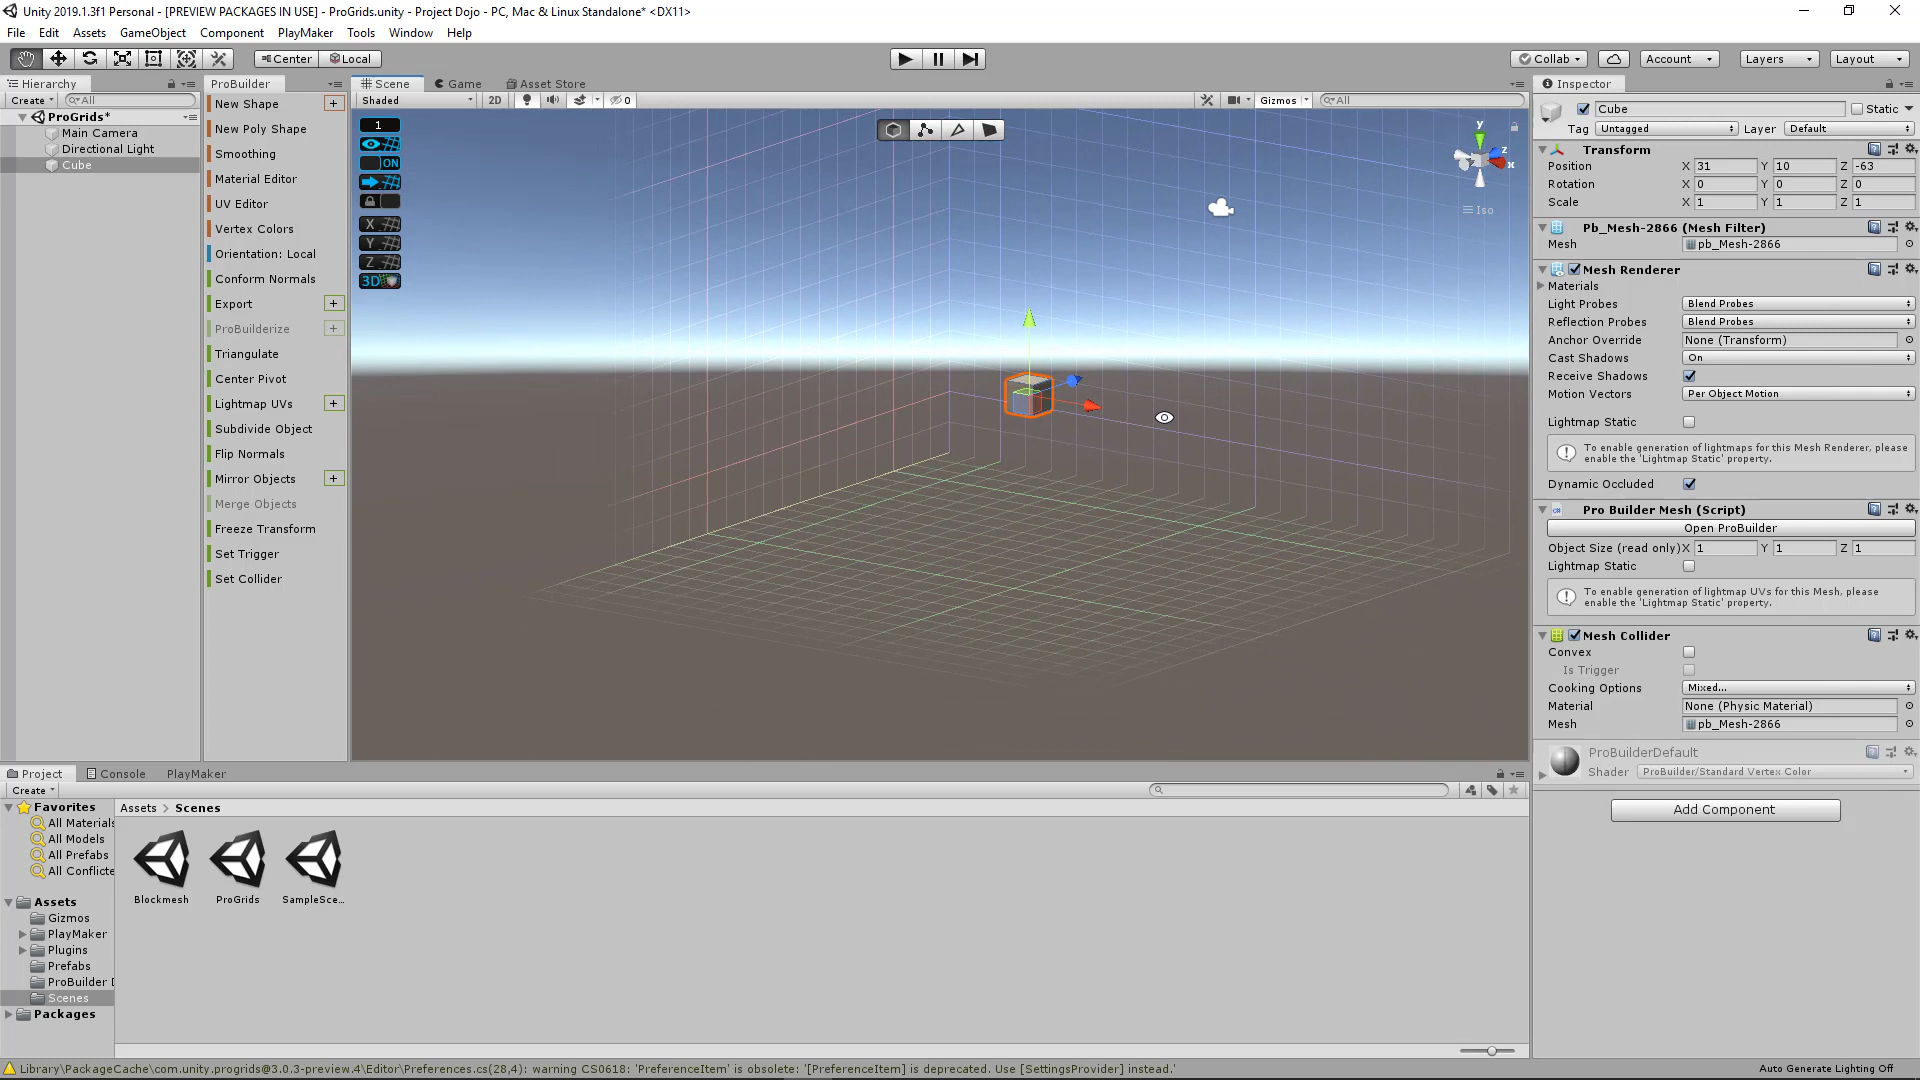 Unity 2019.1.3f1 Personal - [PREVIEW PACKAGES IN USE] - ProGrids.unity - Project Dojo - PC, Mac & Linux Standalone* <DX11>
File Edit Assets GameObject Component PlayMaker Tools Window Help
Center Local Collab Account Layers Layout
Hierarchy
Create All
ProGrids*
Main Camera
Directional Light
Cube
ProBuilder
New Shape +
New Poly Shape
Smoothing
Material Editor
UV Editor
Vertex Colors
Orientation: Local
Conform Normals
Export +
ProBuilderize +
Triangulate
Center Pivot
Lightmap UVs +
Subdivide Object
Flip Normals
Mirror Objects +
Merge Objects
Freeze Transform
Set Trigger
Set Collider
Scene Game Asset Store
Shaded 2D 0 Gizmos All
1
ON
X
Y
Z
3D
y
z
x
Iso
Inspector
Cube Static
Tag Untagged Layer Default
Transform
Position X 31 Y 10 Z -63
Rotation X 0 Y 0 Z 0
Scale X 1 Y 1 Z 1
Pb_Mesh-2866 (Mesh Filter)
Mesh pb_Mesh-2866
Mesh Renderer
Materials
Light Probes Blend Probes
Reflection Probes Blend Probes
Anchor Override None (Transform)
Cast Shadows On
Receive Shadows
Motion Vectors Per Object Motion
Lightmap Static
To enable generation of lightmaps for this Mesh Renderer, please
enable the 'Lightmap Static' property.
Dynamic Occluded
Pro Builder Mesh (Script)
Open ProBuilder
Object Size (read only) X 1 Y 1 Z 1
Lightmap Static
To enable generation of lightmap UVs for this Mesh, please
enable the 'Lightmap Static' property.
Mesh Collider
Convex
Is Trigger
Cooking Options Mixed...
Material None (Physic Material)
Mesh pb_Mesh-2866
ProBuilderDefault
Shader ProBuilder/Standard Vertex Color
Add Component
Project Console PlayMaker
Create
Favorites
All Materials
All Models
All Prefabs
All Conflicte
Assets
Gizmos
PlayMaker
Plugins
Prefabs
ProBuilder D
Scenes
Packages
Assets > Scenes
Blockmesh ProGrids SampleSce...
Library\PackageCache\com.unity.progrids@3.0.3-preview.4\Editor\Preferences.cs(28,4): warning CS0618: 'PreferenceItem' is obsolete: '[PreferenceItem] is deprecated. Use [SettingsProvider] instead.'
Auto Generate Lighting Off